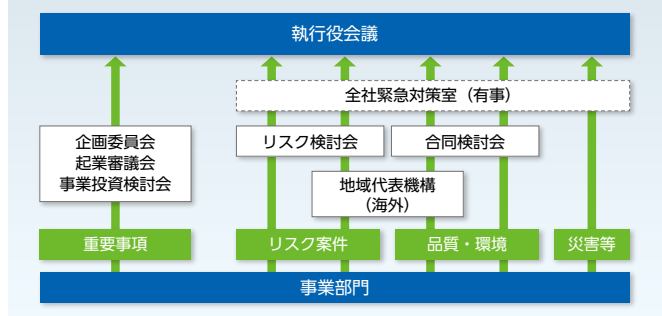 執行役会議
全社緊急対策室（有事）
企画委員会
起業審議会
事業投資検討会
リスク検討会
合同検討会
地域代表機構
（海外）
重要事項
リスク案件
品質・環境
災害等
事業部門